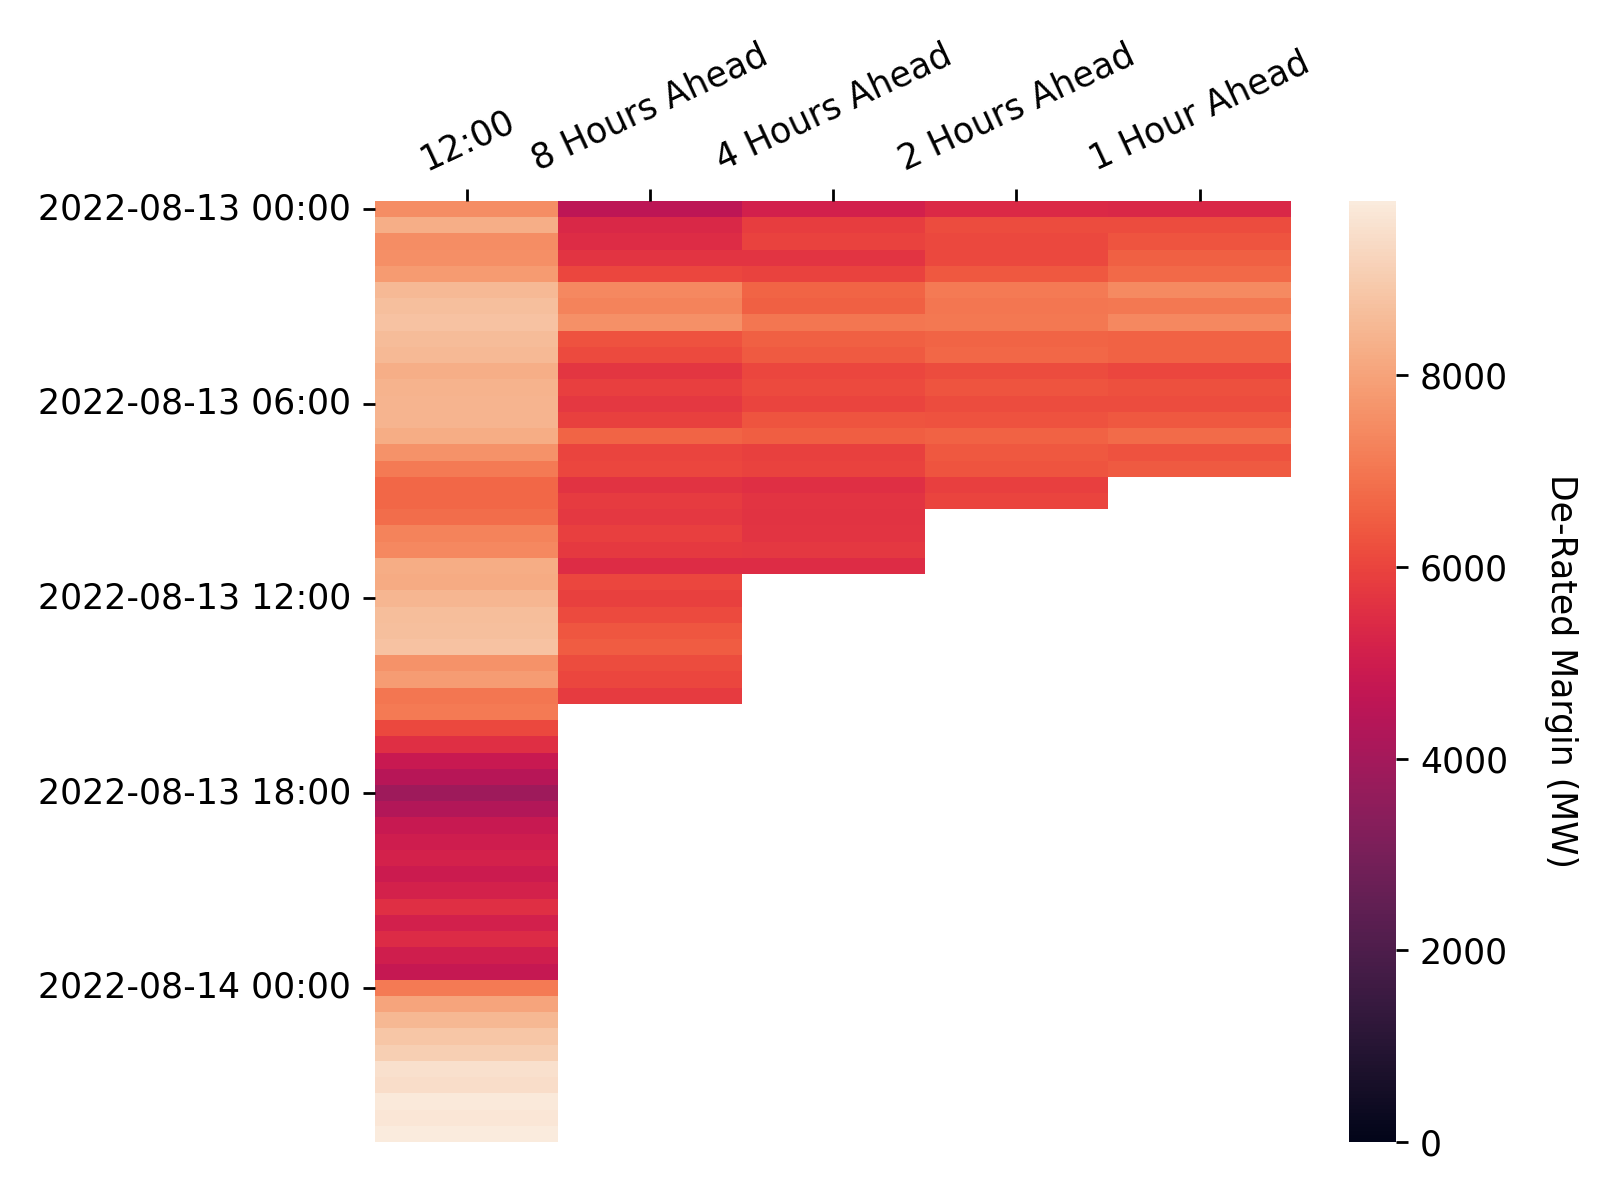 12:00
8 Hours Ahead
4 Hours Ahead
2 Hours Ahead
1 Hour Ahead
2022-08-13 00:00
2022-08-13 06:00
2022-08-13 12:00
2022-08-13 18:00
2022-08-14 00:00
8000
6000
4000
2000
0
De-Rated Margin (MW)